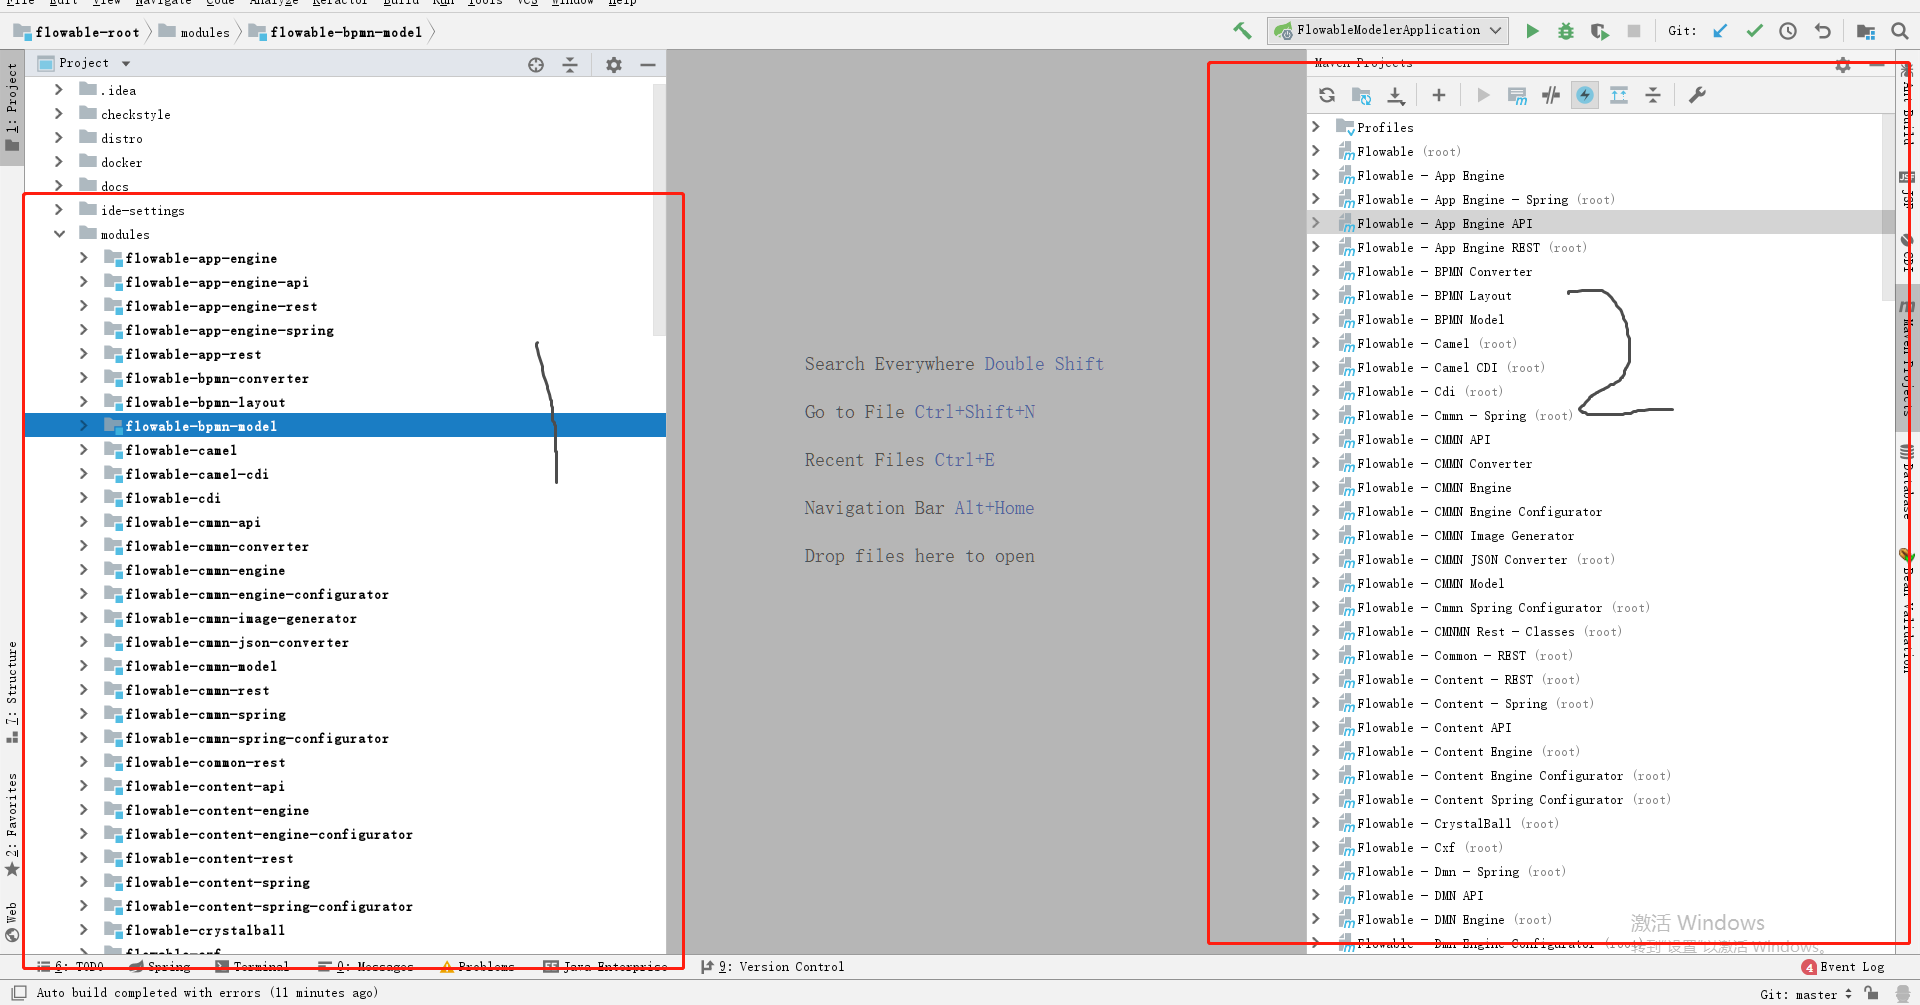 File Edit View Navigate Code Analyze Refactor Build Run Tools VCS Window Help
flowable-root modules flowable-bpmn-model
FlowableModelerApplication
Git:
1: Project
7: Structure
2: Favorites
Web
Project
.idea
checkstyle
distro
docker
docs
ide-settings
modules
flowable-app-engine
flowable-app-engine-api
flowable-app-engine-rest
flowable-app-engine-spring
flowable-app-rest
flowable-bpmn-converter
flowable-bpmn-layout
flowable-bpmn-model
flowable-camel
flowable-camel-cdi
flowable-cdi
flowable-cmmn-api
flowable-cmmn-converter
flowable-cmmn-engine
flowable-cmmn-engine-configurator
flowable-cmmn-image-generator
flowable-cmmn-json-converter
flowable-cmmn-model
flowable-cmmn-rest
flowable-cmmn-spring
flowable-cmmn-spring-configurator
flowable-common-rest
flowable-content-api
flowable-content-engine
flowable-content-engine-configurator
flowable-content-rest
flowable-content-spring
flowable-content-spring-configurator
flowable-crystalball
1
Search Everywhere Double Shift
Go to File Ctrl+Shift+N
Recent Files Ctrl+E
Navigation Bar Alt+Home
Drop files here to open
Maven Projects
Profiles
Flowable (root)
Flowable - App Engine
Flowable - App Engine - Spring (root)
Flowable - App Engine API
Flowable - App Engine REST (root)
Flowable - BPMN Converter
Flowable - BPMN Layout
Flowable - BPMN Model
Flowable - Camel (root)
Flowable - Camel CDI (root)
Flowable - Cdi (root)
Flowable - Cmmn - Spring (root)
Flowable - CMMN API
Flowable - CMMN Converter
Flowable - CMMN Engine
Flowable - CMMN Engine Configurator
Flowable - CMMN Image Generator
Flowable - CMMN JSON Converter (root)
Flowable - CMMN Model
Flowable - Cmmn Spring Configurator (root)
Flowable - CMNMN Rest - Classes (root)
Flowable - Common - REST (root)
Flowable - Content - REST (root)
Flowable - Content - Spring (root)
Flowable - Content API
Flowable - Content Engine (root)
Flowable - Content Engine Configurator (root)
Flowable - Content Spring Configurator (root)
Flowable - CrystalBall (root)
Flowable - Cxf (root)
Flowable - Dmn - Spring (root)
Flowable - DMN API
Flowable - DMN Engine (root)
Flowable - Dmn Engine Configurator (root)
2
Ant Build
JSF
CDI
Maven Projects
Database
Bean Validation
激活 Windows
转到"设置"以激活 Windows。
6: TODO Spring Terminal 0: Messages Problems Java Enterprise 9: Version Control
4 Event Log
Auto build completed with errors (11 minutes ago)
Git: master